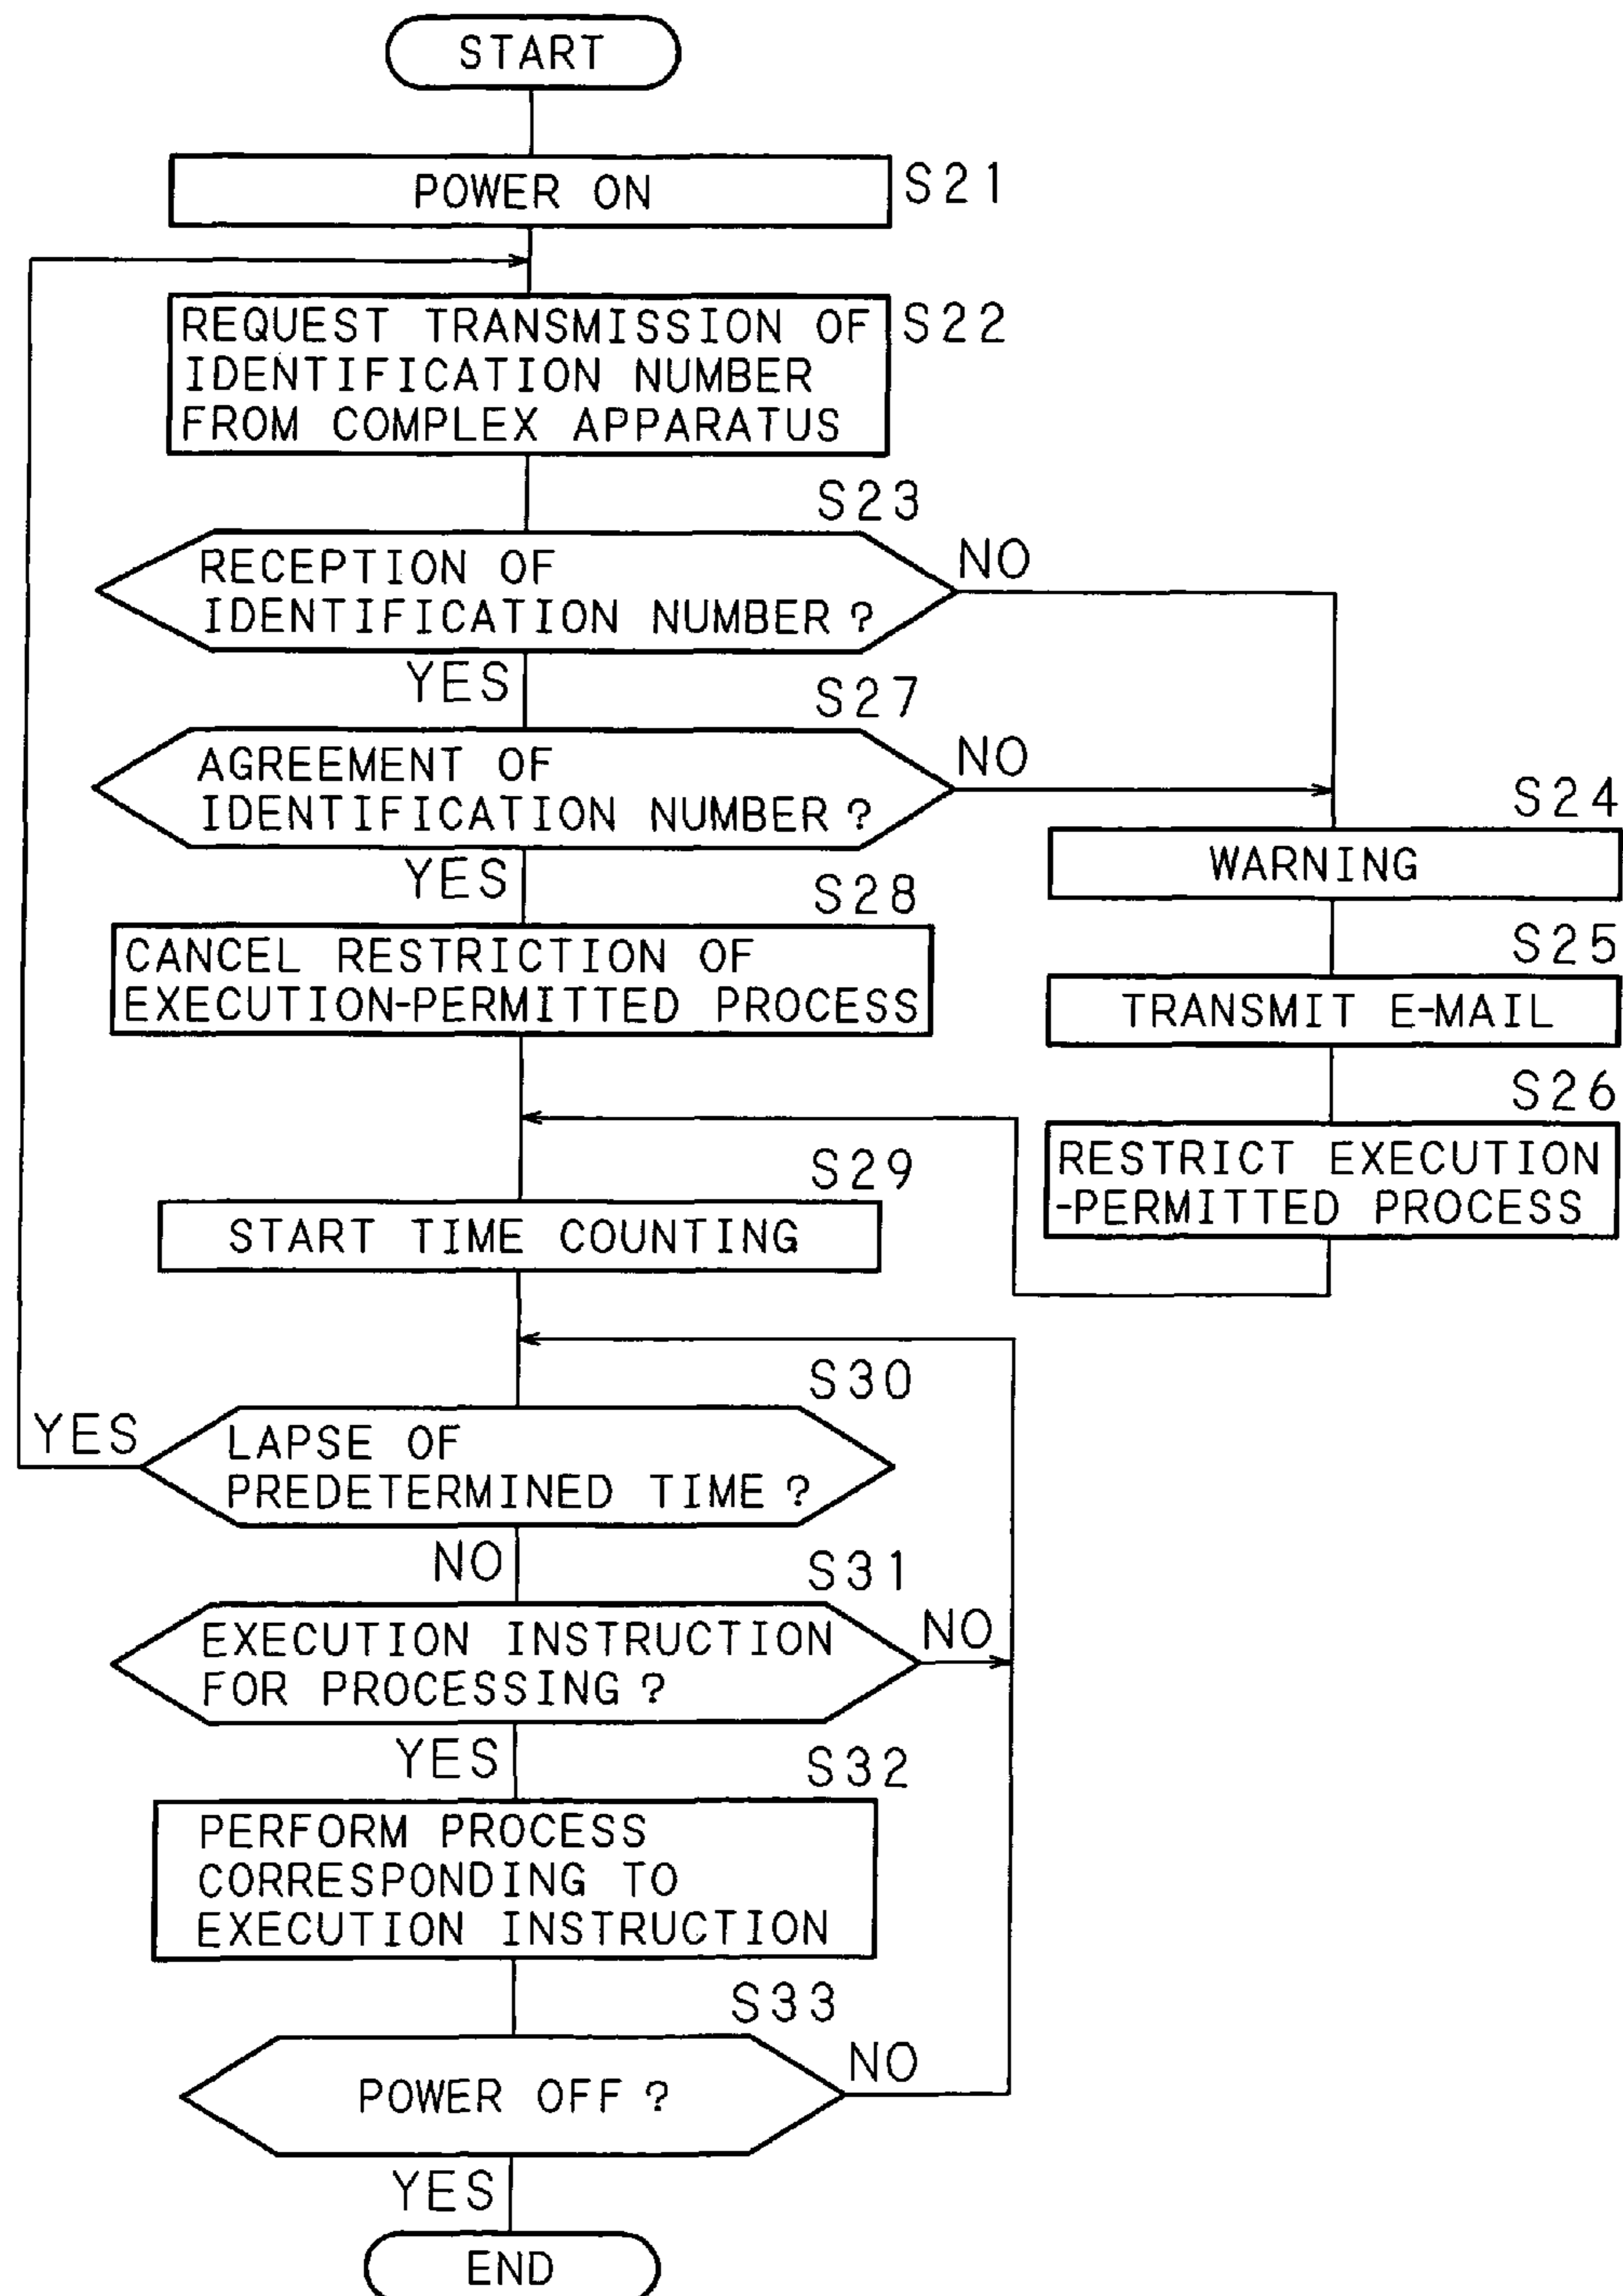 START
POWER ON
S21
REQUEST TRANSMISSION OF
IDENTIFICATION NUMBER
FROM COMPLEX APPARATUS
S22
S23
RECEPTION OF
IDENTIFICATION NUMBER?
NO
YES
S27
AGREEMENT OF
IDENTIFICATION NUMBER?
NO
YES
S24
WARNING
S25
TRANSMIT E-MAIL
S26
RESTRICT EXECUTION
-PERMITTED PROCESS
S28
CANCEL RESTRICTION OF
EXECUTION-PERMITTED PROCESS
S29
START TIME COUNTING
S30
YES
LAPSE OF
PREDETERMINED TIME?
NO
S31
EXECUTION INSTRUCTION
FOR PROCESSING?
NO
YES
S32
PERFORM PROCESS
CORRESPONDING TO
EXECUTION INSTRUCTION
S33
POWER OFF?
NO
YES
END